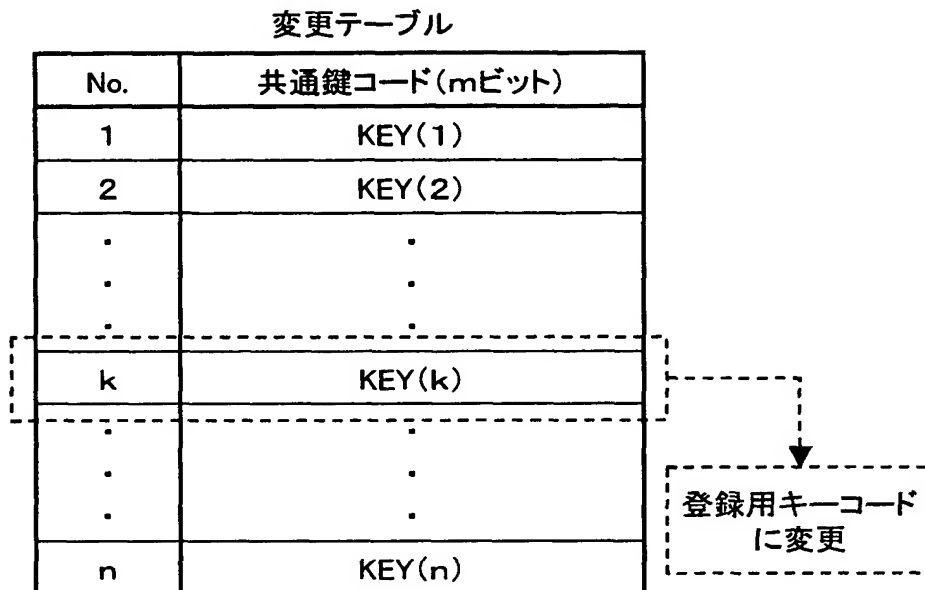 変更テーブル
No. 共通鍵コード(mビット)
1 KEY(1)
2 KEY(2)
. .
. .
. .
k KEY(k)
. .
. .
. .
n KEY(n)
登録用キーコード
に変更